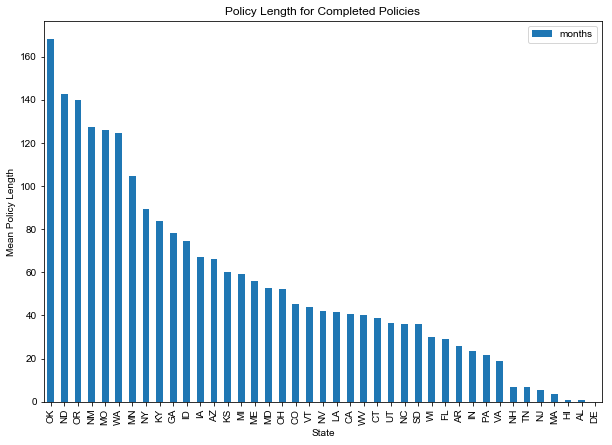 Policy Length for Completed Policies
months
Mean Policy Length
160
140
120
100
80
60
40
20
0
OK ND OR NM MO WA MN NY KY GA ID IA AZ KS MI ME MD OH CO VT NV LA CA WV CT UT NC SD WI FL AR IN PA VA NH TN NJ MA HI AL DE
State